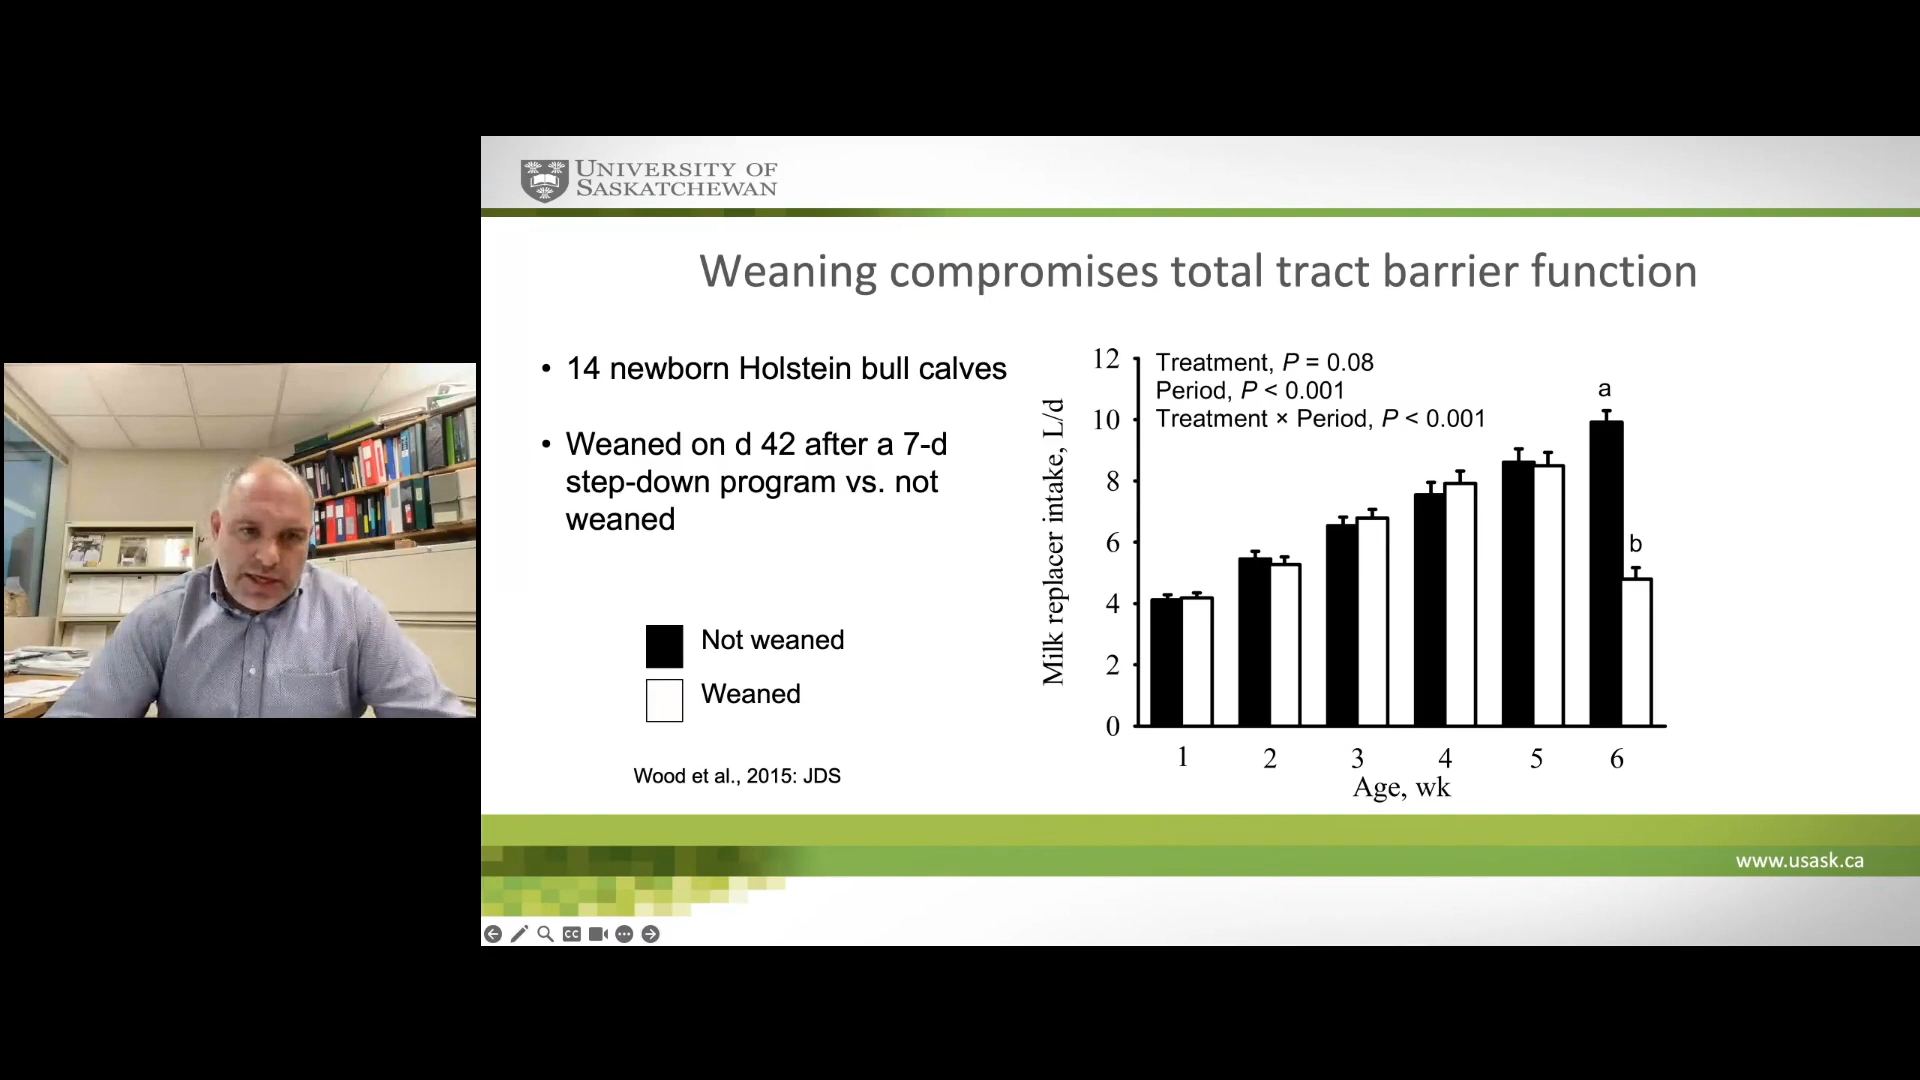 UNIVERSITY OF
SASKATCHEWAN
Weaning compromises total tract barrier function
• 14 newborn Holstein bull calves
• Weaned on d 42 after a 7-d
step-down program vs. not
weaned
Not weaned
Weaned
Wood et al., 2015: JDS
Treatment, P = 0.08
Period, P < 0.001
Treatment × Period, P < 0.001
Milk replacer intake, L/d
12
10
8
6
4
2
0
a
b
1 2 3 4 5 6
Age, wk
www.usask.ca
CC